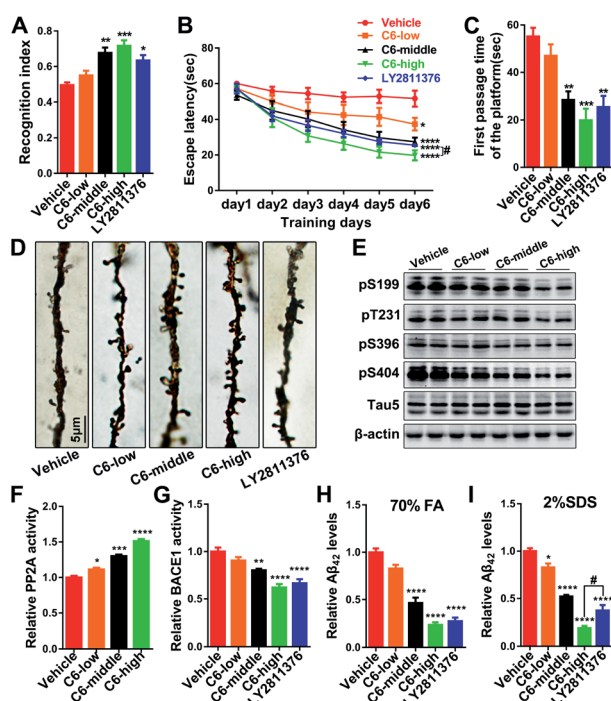 A
Recognition index
0.8
0.6
0.4
0.2
0.0
**
***
*
Vehicle
C6-low
C6-middle
C6-high
LY2811376
B
Vehicle
C6-low
C6-middle
C6-high
LY2811376
Escape latency(sec)
80
60
40
20
0
*
****
****
****
#
day1 day2 day3 day4 day5 day6
Training days
C
First passage time
of the platform(sec)
60
40
20
0
**
***
**
Vehicle
C6-low
C6-middle
C6-high
LY2811376
D
5μm
Vehicle
C6-low
C6-middle
C6-high
LY2811376
E
Vehicle C6-low C6-middle C6-high
pS199
pT231
pS396
pS404
Tau5
β-actin
F
Relative PP2A activity
2.0
1.5
1.0
0.5
0.0
*
***
****
Vehicle
C6-low
C6-middle
C6-high
G
Relative BACE1 activity
1.5
1.0
0.5
0.0
**
****
****
Vehicle
C6-low
C6-middle
C6-high
LY2811376
H
70% FA
Relative Aβ42 levels
1.5
1.0
0.5
0.0
****
****
****
Vehicle
C6-low
C6-middle
C6-high
LY2811376
I
2%SDS
Relative Aβ42 levels
1.5
1.0
0.5
0.0
*
****
****
#
****
Vehicle
C6-low
C6-middle
C6-high
LY2811376